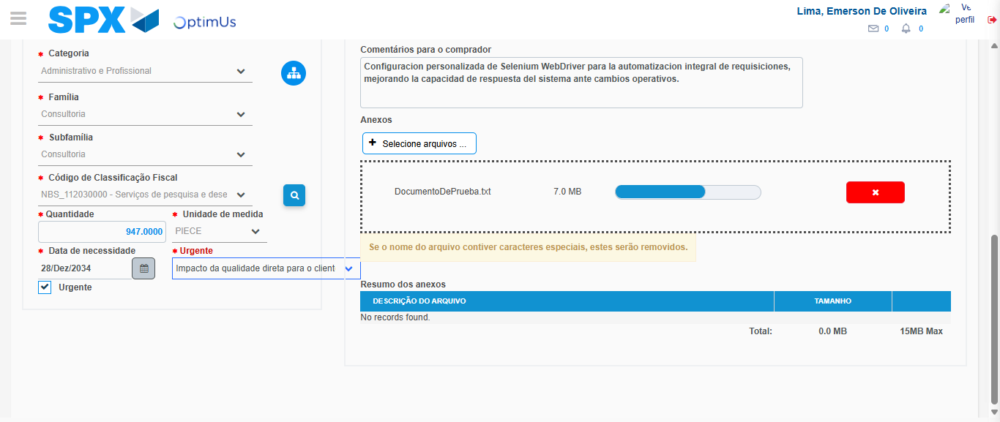 SPX
OptimUs
Lima, Emerson De Oliveira
Ve
perfil
0
0
* Categoria
Administrativo e Profissional
* Família
Consultoria
* Subfamília
Consultoria
* Código de Classificação Fiscal
NBS_112030000 - Serviços de pesquisa e dese
* Quantidade
* Unidade de medida
947.0000
PIECE
* Data de necessidade
* Urgente
28/Dez/2034
Impacto da qualidade direta para o client
Urgente
Comentários para o comprador
Configuracion personalizada de Selenium WebDriver para la automatizacion integral de requisiciones,
mejorando la capacidad de respuesta del sistema ante cambios operativos.
Anexos
+ Selecione arquivos ...
DocumentoDePrueba.txt
7.0 MB
Se o nome do arquivo contiver caracteres especiais, estes serão removidos.
Resumo dos anexos
DESCRIÇÃO DO ARQUIVO
TAMANHO
No records found.
Total:
0.0 MB
15MB Max